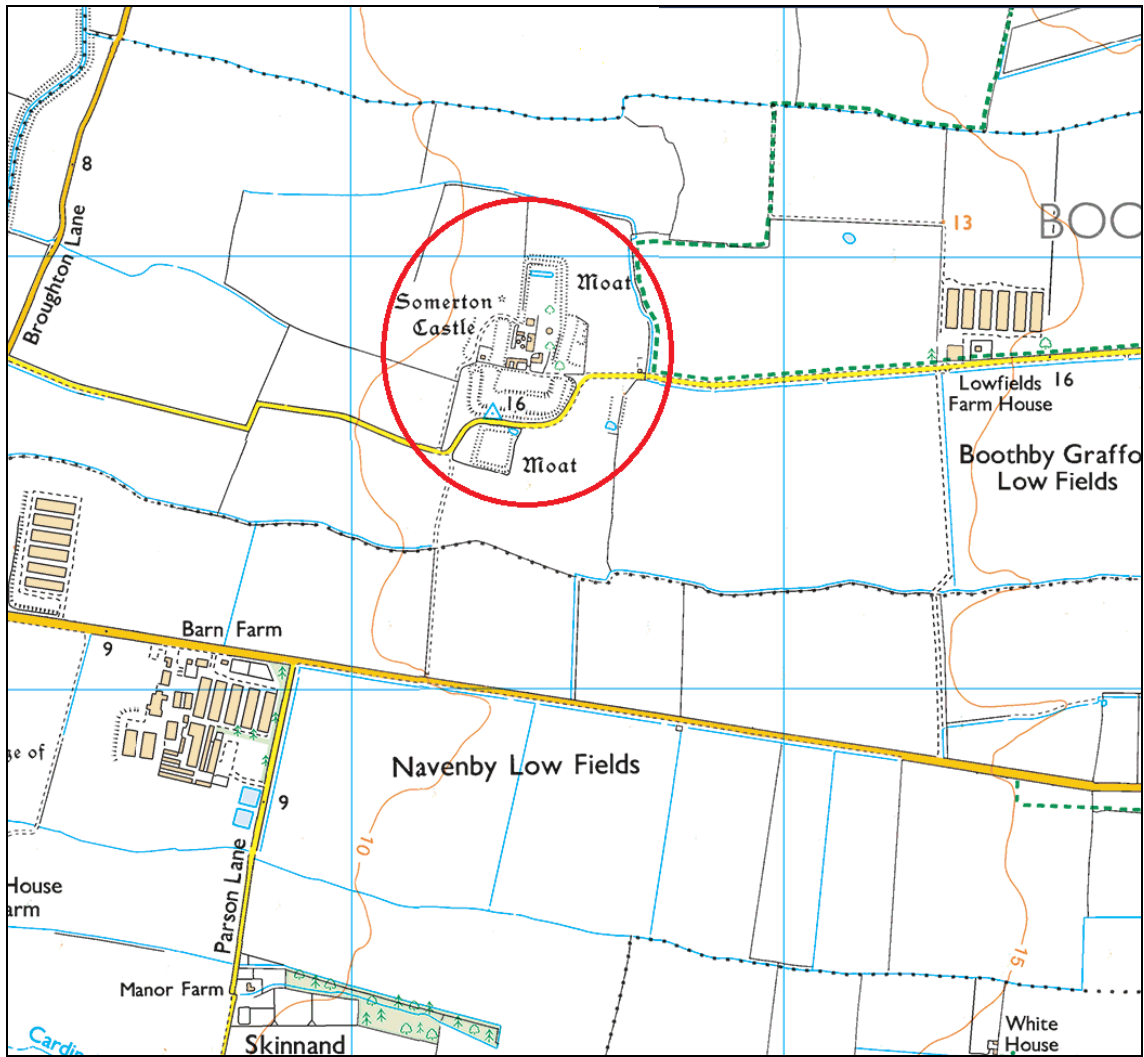 8
Broughton Lane
BOO
13
Moat
Somerton
Castle
16
Moat
Lowfields
Farm House
16
Boothby Graffo
Low Fields
Barn Farm
9
ge of
Navenby Low Fields
9
10
House
arm
Parson Lane
15
Manor Farm
Skinnand
Cardin
White
House